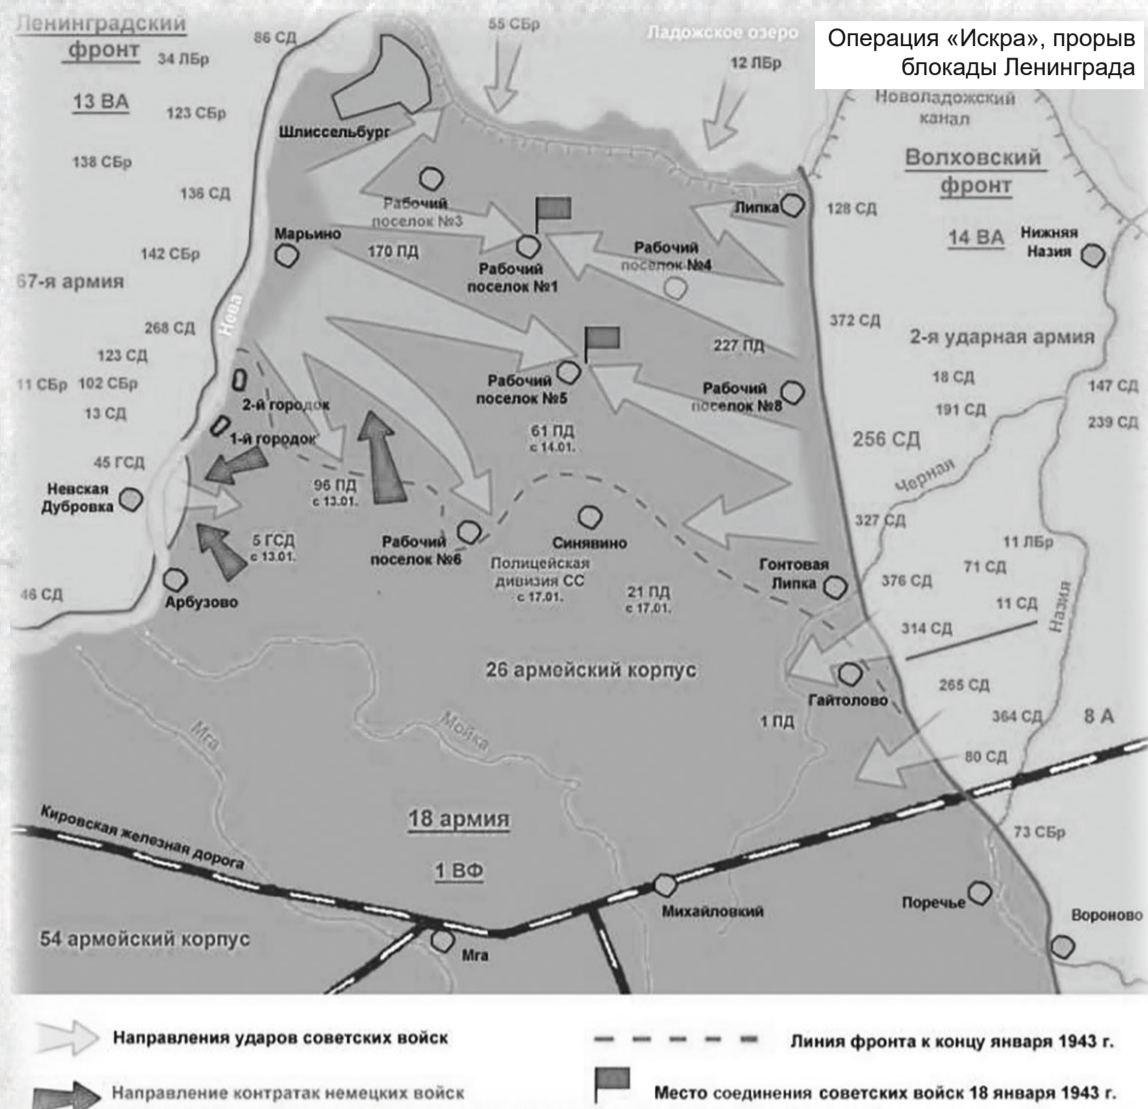 Ленинградский
фронт
86 СД
55 СБр
Ладожское озеро
Операция «Искра», прорыв
блокады Ленинграда
34 ЛБр
12 ЛБр
13 ВА
123 СБр
Новоладожский
канал
Шлиссельбург
138 СБр
Волховский
фронт
136 СД
Рабочий
поселок №3
Липка
128 СД
Марьино
170 ПД
Рабочий
поселок №1
Рабочий
поселок №4
14 ВА
Нижняя
Назия
142 СБр
67-я армия
Нева
268 СД
372 СД
2-я ударная армия
227 ПД
123 СД
11 СБр
102 СБр
13 СД
2-й городок
1-й городок
Рабочий
поселок №5
Рабочий
поселок №8
18 СД
147 СД
191 СД
239 СД
61 ПД
с 14.01.
256 СД
45 ГСД
Черная
Невская
Дубровка
96 ПД
с 13.01.
327 СД
5 ГСД
с 13.01.
Рабочий
поселок №6
Синявино
11 ЛБр
Полицейская
дивизия СС
с 17.01.
Гонтовая
Липка
71 СД
376 СД
46 СД
Арбузово
21 ПД
с 17.01.
11 СД
Назия
314 СД
26 армейский корпус
265 СД
Гайтолово
1 ПД
364 СД
8 А
Мга
Мойка
80 СД
18 армия
Кировская железная дорога
73 СБр
1 ВФ
Михайловкий
Поречье
Вороново
54 армейский корпус
Мга
Направления ударов советских войск
Линия фронта к концу января 1943 г.
Направление контратак немецких войск
Место соединения советских войск 18 января 1943 г.